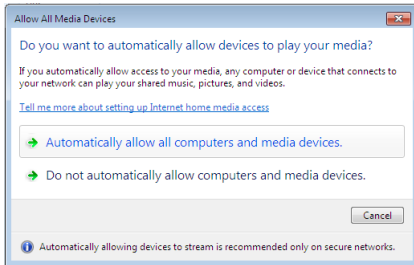 Allow All Media Devices
Do you want to automatically allow devices to play your media?
If you automatically allow access to your media, any computer or device that connects to
your network can play your shared music, pictures, and videos.
Tell me more about setting up Internet home media access
Automatically allow all computers and media devices.
Do not automatically allow computers and media devices.
Cancel
Automatically allowing devices to stream is recommended only on secure networks.